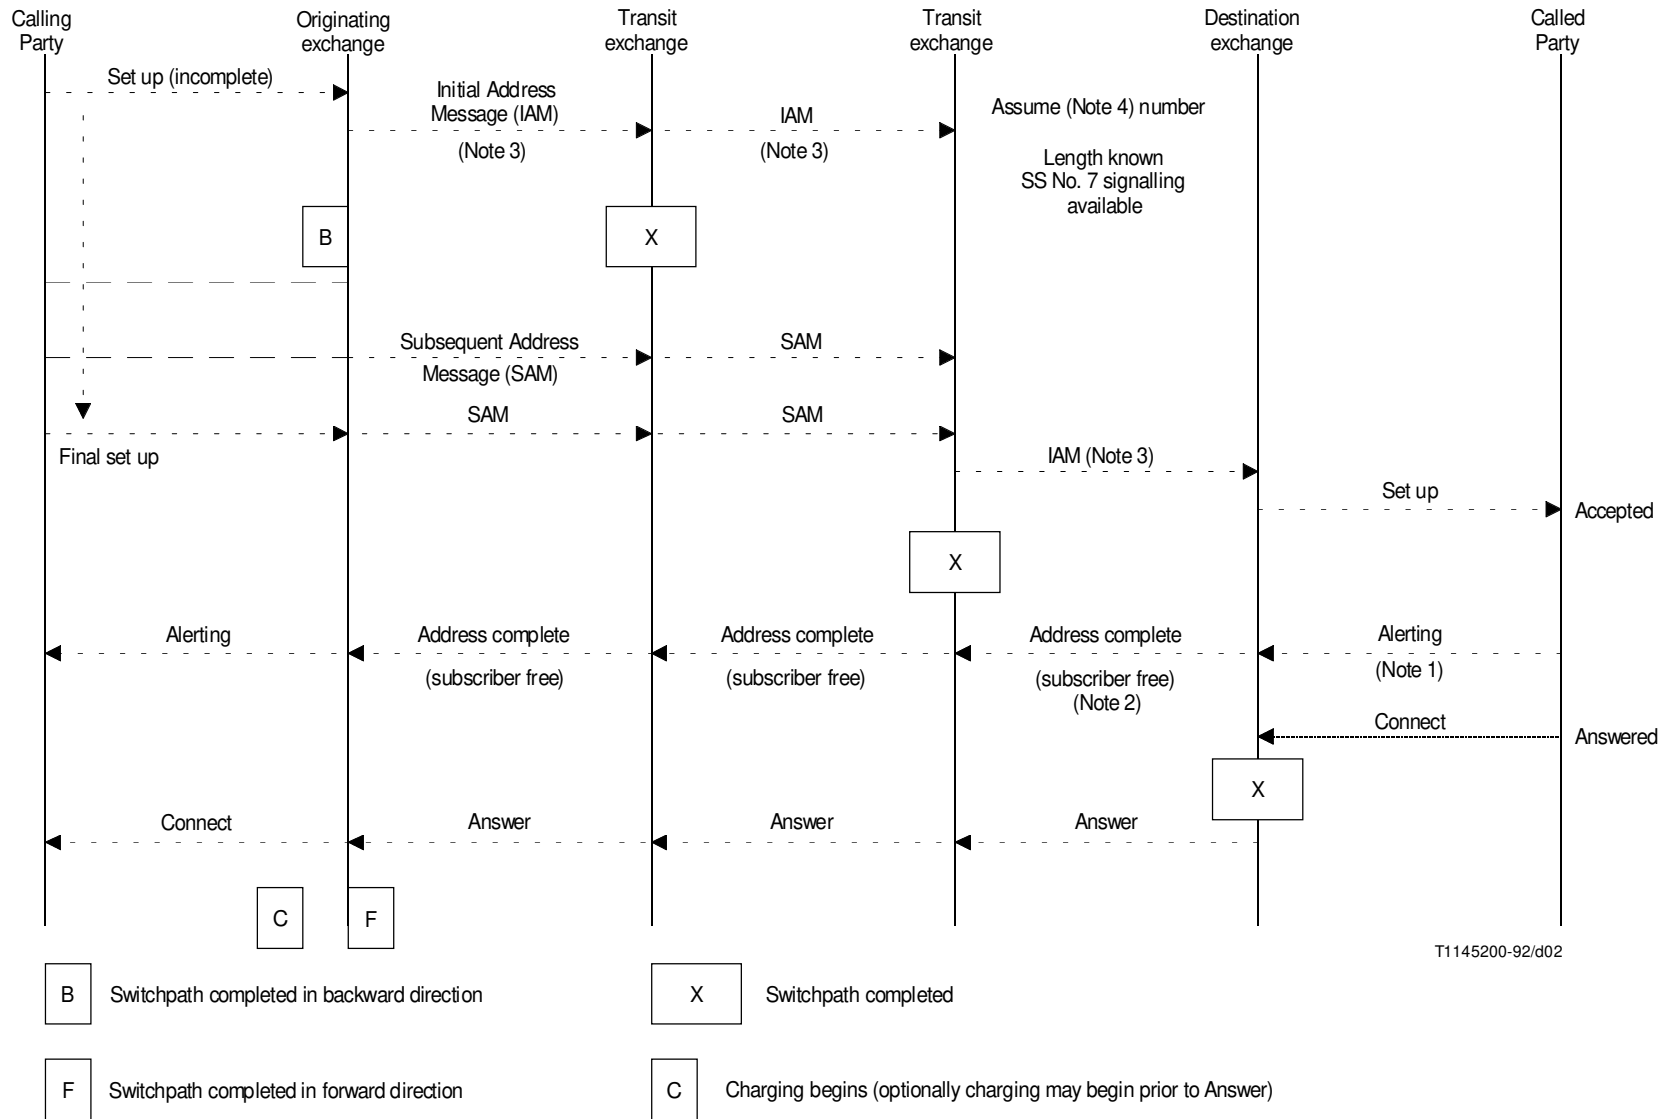 Calling
Party
Originating
exchange
Transit
exchange
Transit
exchange
Destination
exchange
Called
Party
Set up (incomplete)
Initial Address
Message (IAM)
(Note 3)
IAM
(Note 3)
Assume (Note 4) number
Length known
SS No. 7 signalling
available
B
X
Subsequent Address
Message (SAM)
SAM
SAM
SAM
Final set up
IAM (Note 3)
Set up
Accepted
X
Alerting
Address complete
(subscriber free)
Address complete
(subscriber free)
Address complete
(subscriber free)
(Note 2)
Alerting
(Note 1)
Connect
Answered
X
Connect
Answer
Answer
Answer
C
F
T1145200-92/d02
B
Switchpath completed in backward direction
X
Switchpath completed
F
Switchpath completed in forward direction
C
Charging begins (optionally charging may begin prior to Answer)